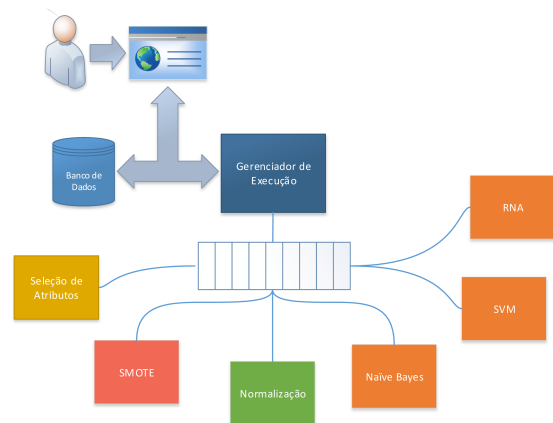 Banco de
Dados
Gerenciador de
Execução
RNA
Seleção de
Atributos
SVM
SMOTE
Normalização
Naïve Bayes